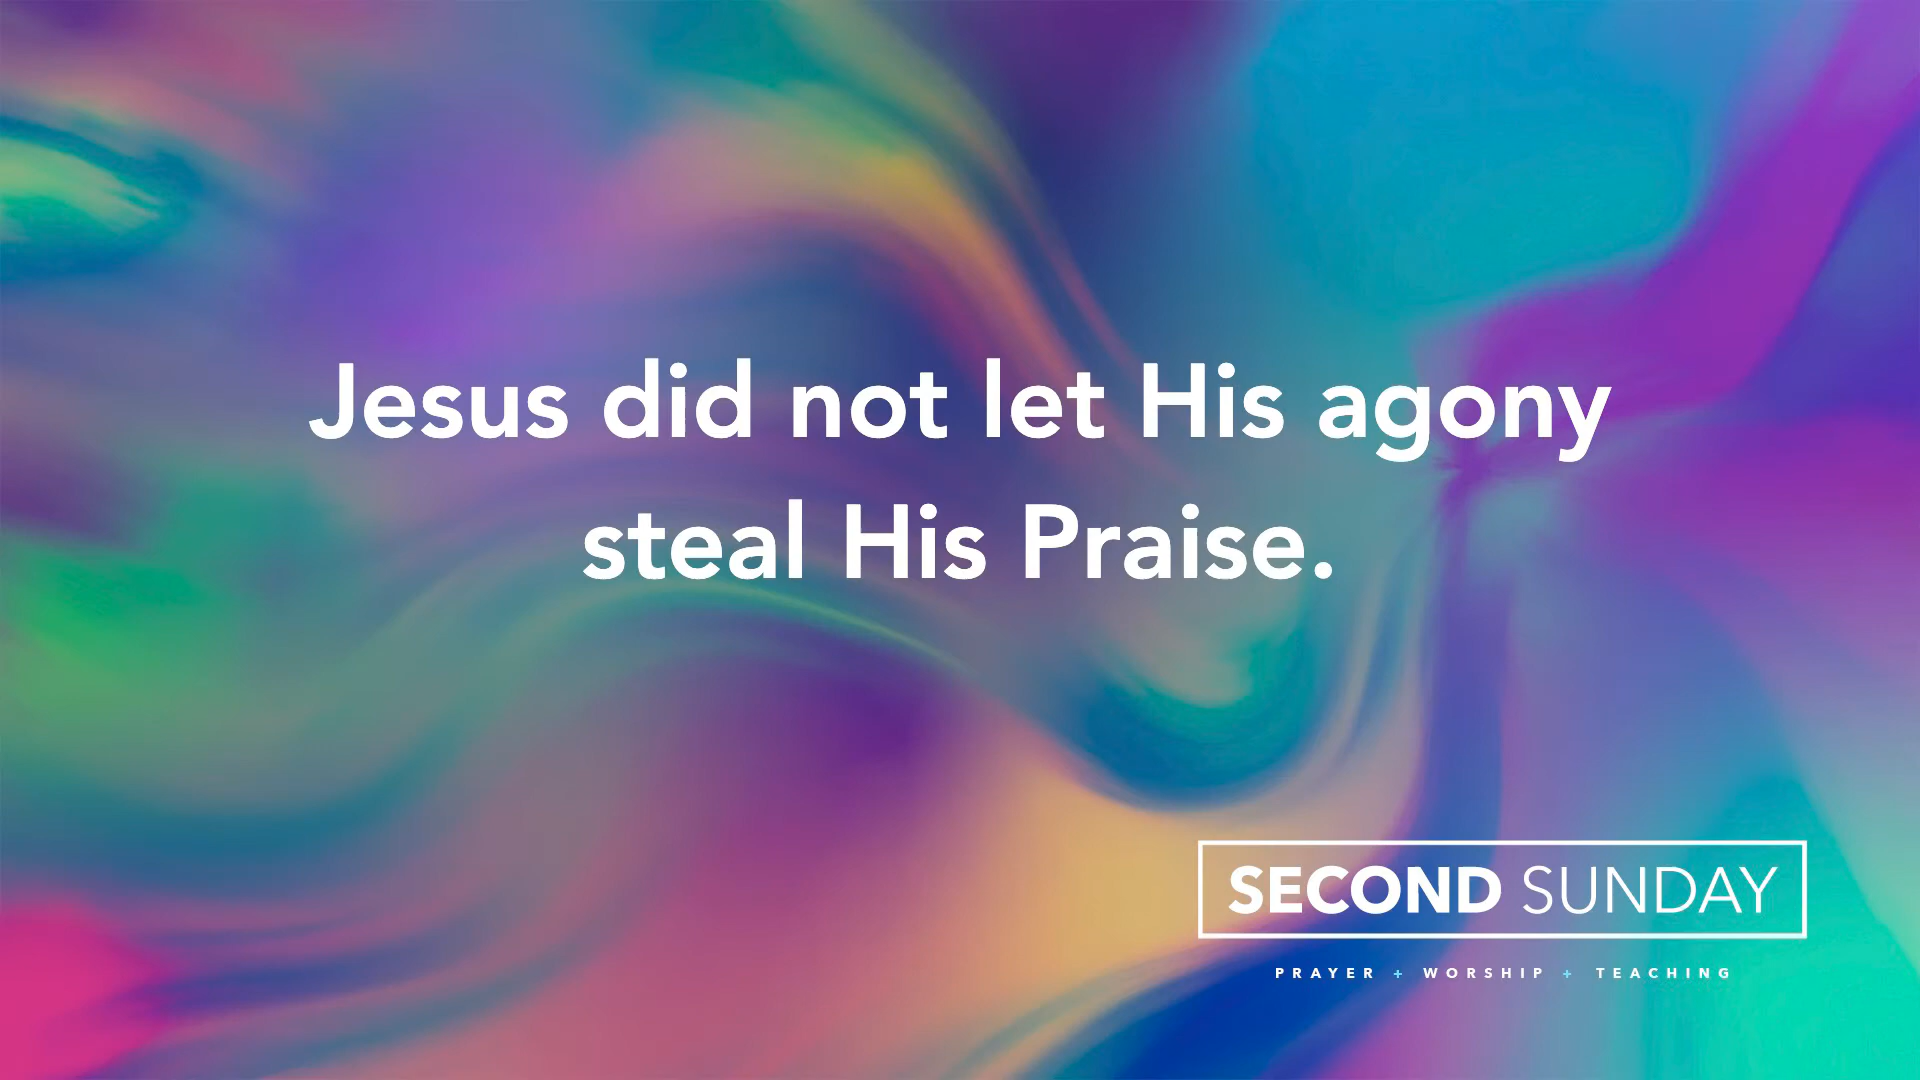 Jesus did not let His agony
steal His Praise.
SECOND SUNDAY
PRAYER + WORSHIP + TEACHING